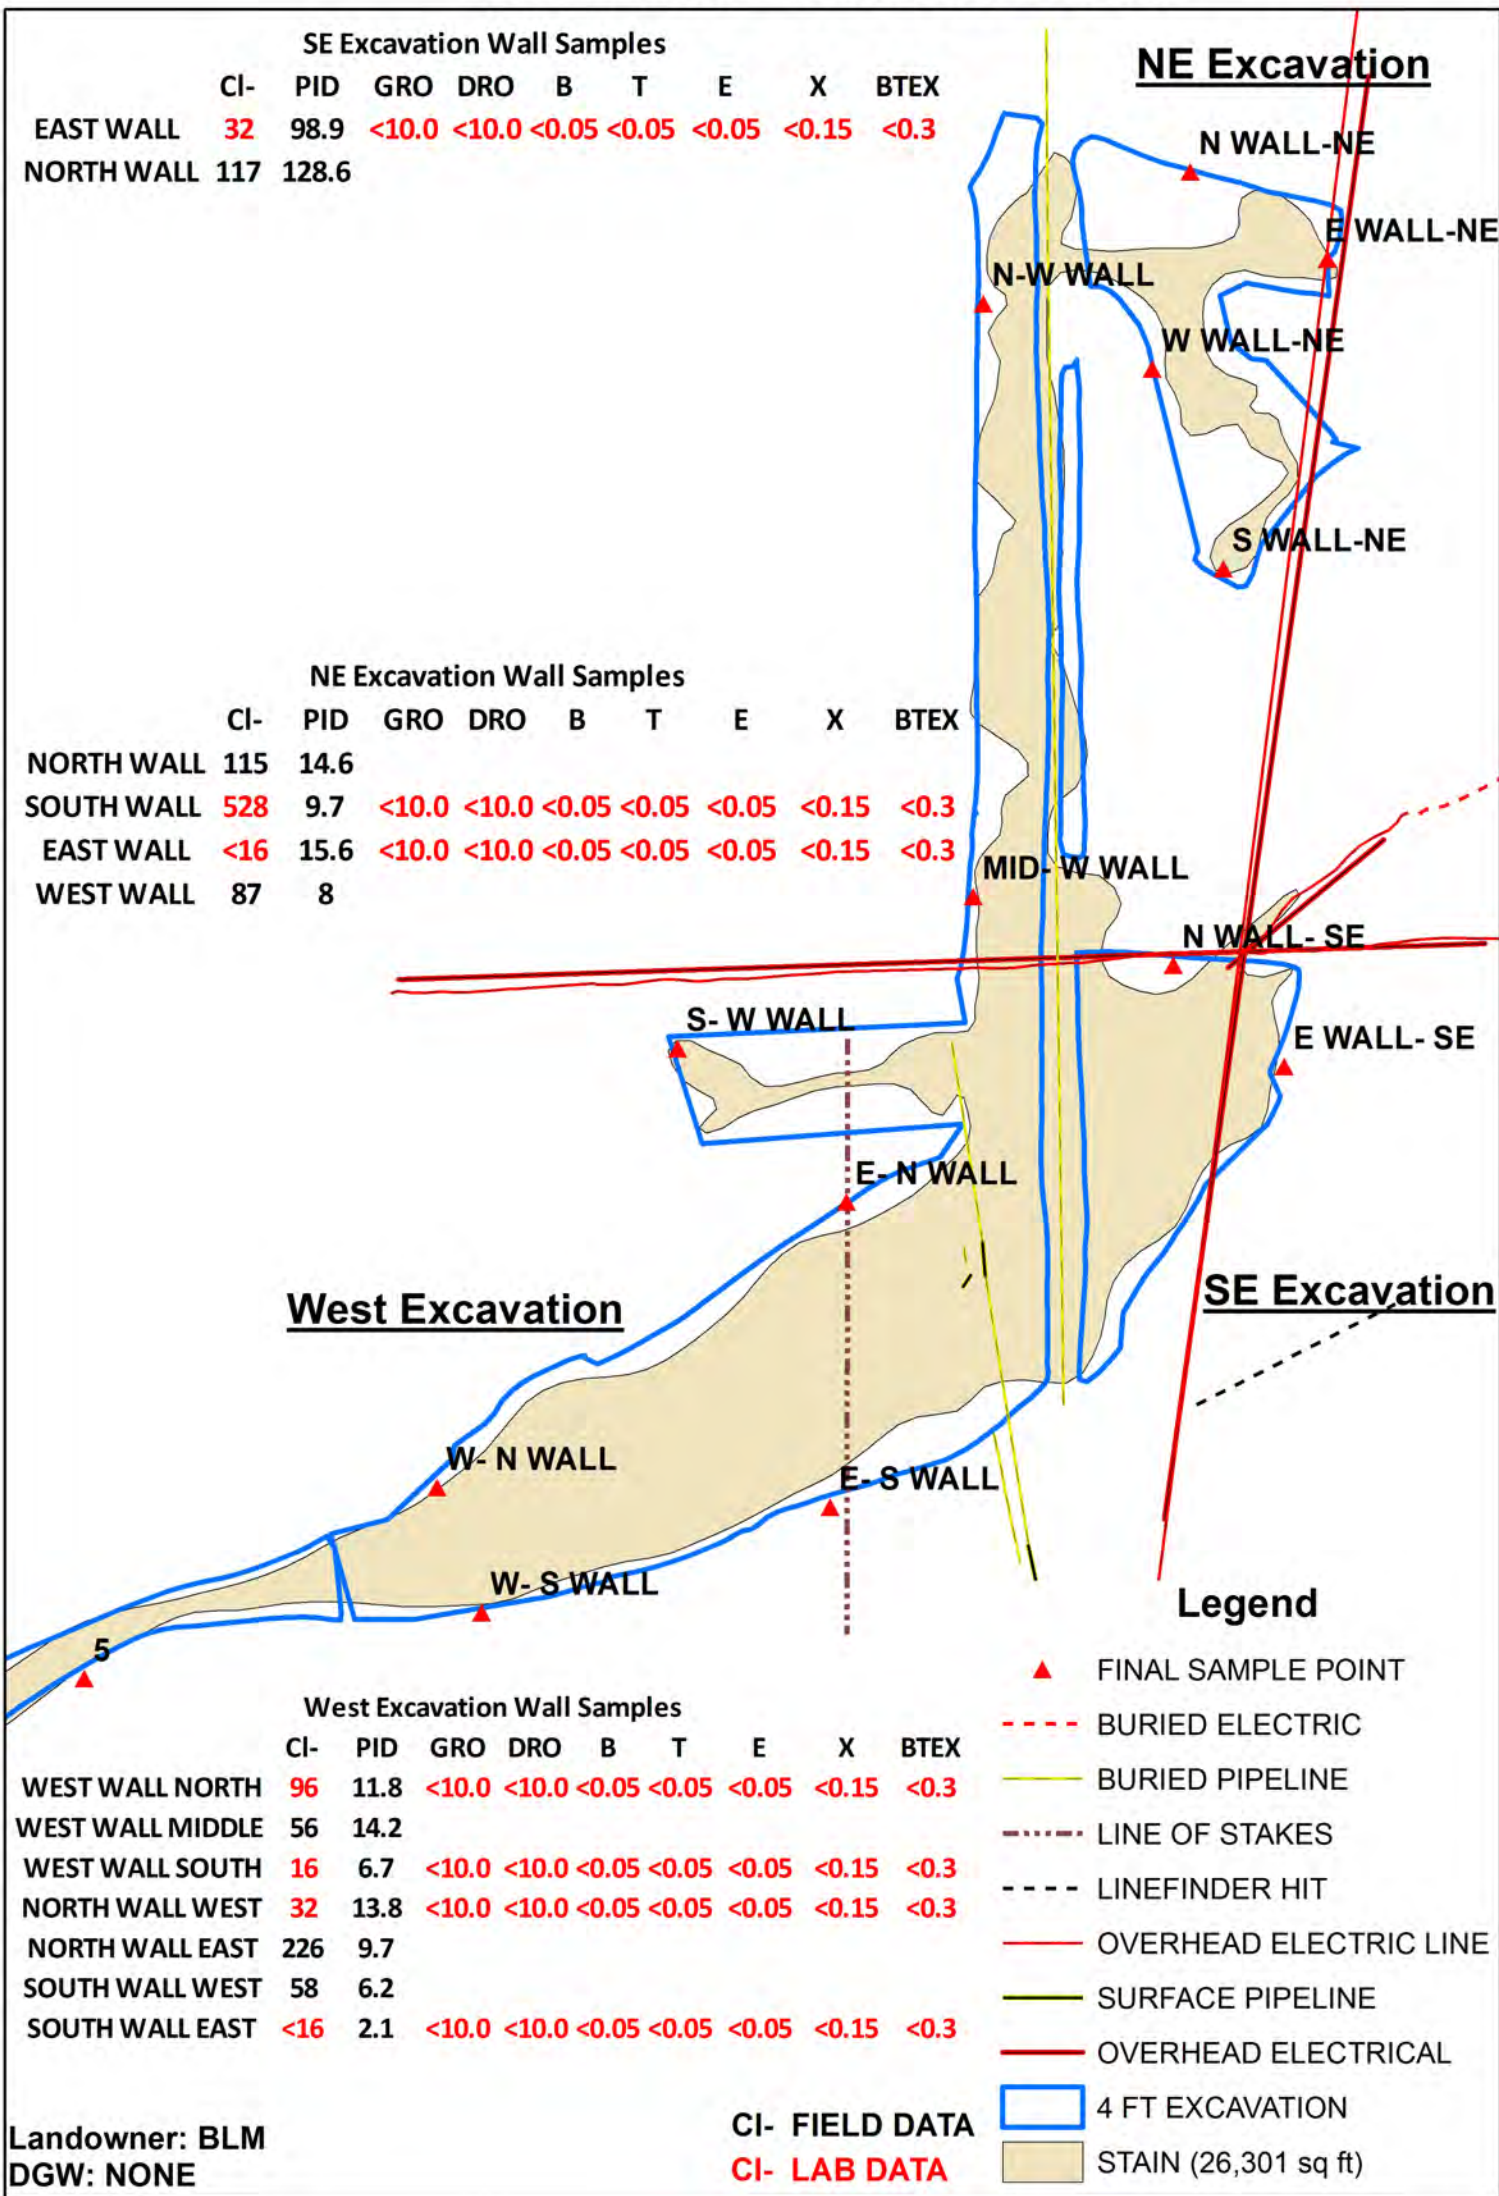 SE Excavation Wall Samples
Cl- PID GRO DRO B T E X BTEX
EAST WALL 32 98.9 <10.0 <10.0 <0.05 <0.05 <0.05 <0.15 <0.3
NORTH WALL 117 128.6
NE Excavation
N WALL-NE
E WALL-NE
N-W WALL
W WALL-NE
S WALL-NE
NE Excavation Wall Samples
Cl- PID GRO DRO B T E X BTEX
NORTH WALL 115 14.6
SOUTH WALL 528 9.7 <10.0 <10.0 <0.05 <0.05 <0.05 <0.15 <0.3
EAST WALL <16 15.6 <10.0 <10.0 <0.05 <0.05 <0.05 <0.15 <0.3
WEST WALL 87 8
MID- W WALL
N WALL- SE
S- W WALL
E WALL- SE
E- N WALL
SE Excavation
West Excavation
W- N WALL
E- S WALL
W- S WALL
5
West Excavation Wall Samples
Cl- PID GRO DRO B T E X BTEX
WEST WALL NORTH 96 11.8 <10.0 <10.0 <0.05 <0.05 <0.05 <0.15 <0.3
WEST WALL MIDDLE 56 14.2
WEST WALL SOUTH 16 6.7 <10.0 <10.0 <0.05 <0.05 <0.05 <0.15 <0.3
NORTH WALL WEST 32 13.8 <10.0 <10.0 <0.05 <0.05 <0.05 <0.15 <0.3
NORTH WALL EAST 226 9.7
SOUTH WALL WEST 58 6.2
SOUTH WALL EAST <16 2.1 <10.0 <10.0 <0.05 <0.05 <0.05 <0.15 <0.3
Legend
FINAL SAMPLE POINT
BURIED ELECTRIC
BURIED PIPELINE
LINE OF STAKES
LINEFINDER HIT
OVERHEAD ELECTRIC LINE
SURFACE PIPELINE
OVERHEAD ELECTRICAL
4 FT EXCAVATION
STAIN (26,301 sq ft)
Cl- FIELD DATA
Cl- LAB DATA
Landowner: BLM
DGW: NONE